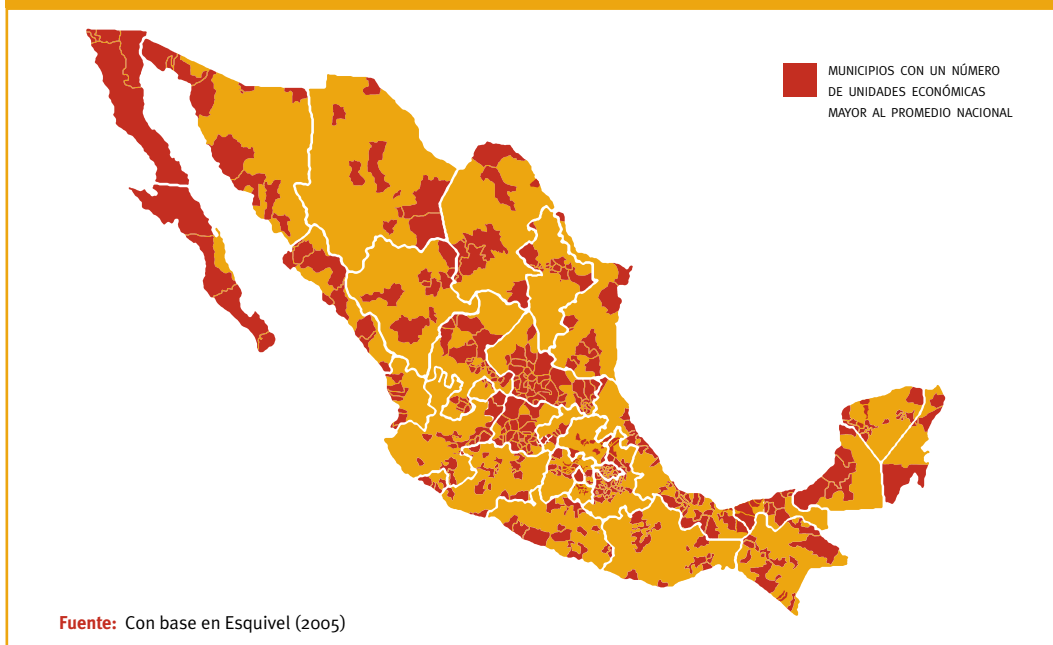 MUNICIPIOS CON UN NÚMERO
DE UNIDADES ECONÓMICAS
MAYOR AL PROMEDIO NACIONAL
Fuente: Con base en Esquivel (2005)